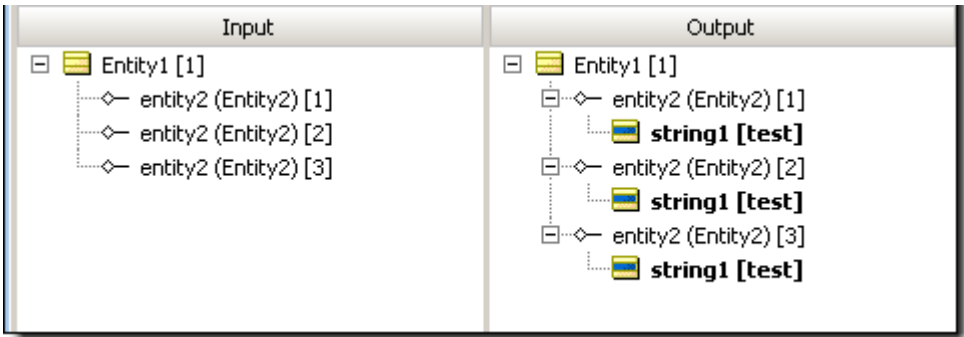 Input
Entity1 [1]
entity2 (Entity2) [1]
entity2 (Entity2) [2]
entity2 (Entity2) [3]
Output
Entity1 [1]
entity2 (Entity2) [1]
string1 [test]
entity2 (Entity2) [2]
string1 [test]
entity2 (Entity2) [3]
string1 [test]